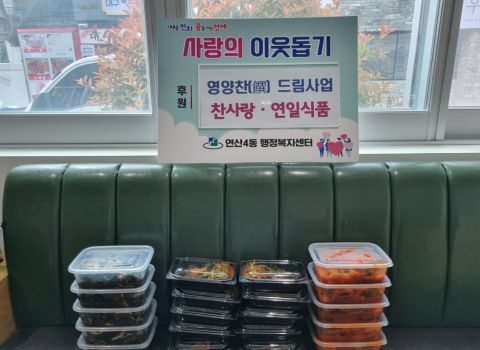 사랑의 이웃돕기
후원
영양찬(饌) 드림사업
찬사랑·연일식품
연산4동 행정복지센터